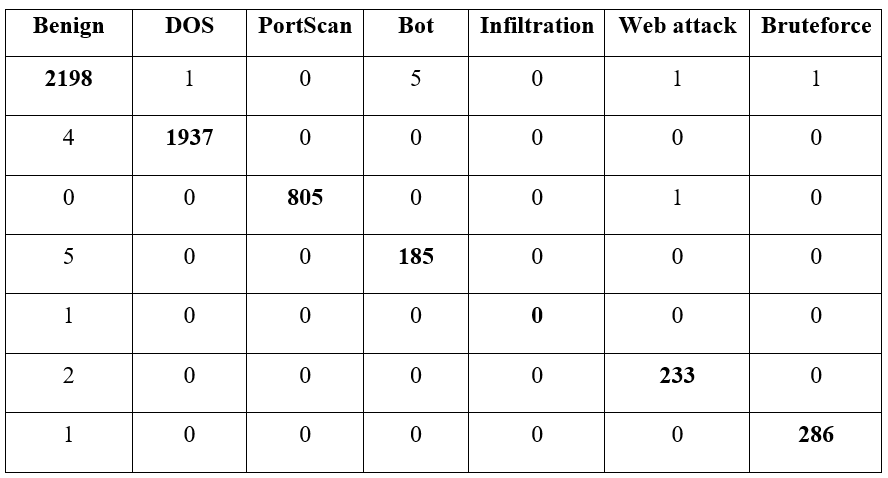 Benign DOS PortScan Bot Infiltration Web attack Bruteforce
2198 1 0 5 0 1 1
4 1937 0 0 0 0 0
0 0 805 0 0 1 0
5 0 0 185 0 0 0
1 0 0 0 0 0 0
2 0 0 0 0 233 0
1 0 0 0 0 0 286